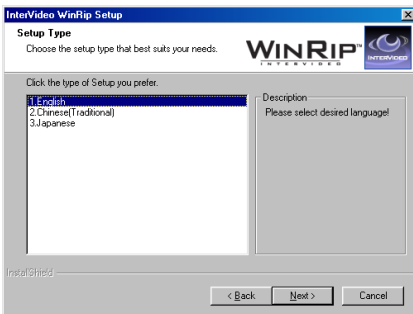 InterVideo WinRip Setup
Setup Type
Choose the setup type that best suits your needs.
WINRIP™
INTERVIDEO
INTERVIDEO
Click the type of Setup you prefer.
1.English
2.Chinese(Traditional)
3.Japanese
Description
Please select desired language!
InstallShield
< Back
Next >
Cancel